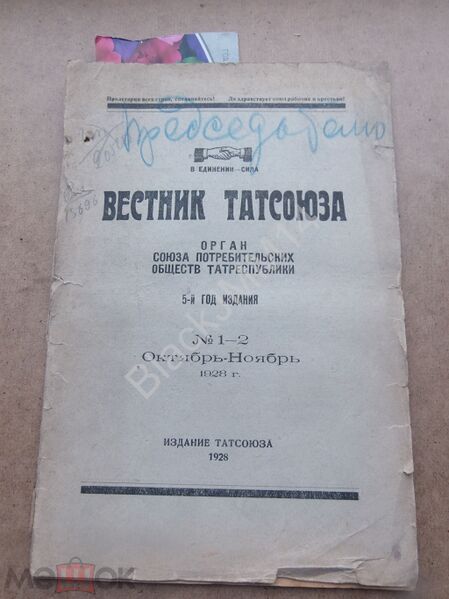 Пролетарии всех стран, соединяйтесь! Да здравствует союз рабочих и крестьян!
Председателю
В ЕДИНЕНИИ—СИЛА
ВЕСТНИК ТАТСОЮЗА
ОРГАН
СОЮЗА ПОТРЕБИТЕЛЬСКИХ
ОБЩЕСТВ ТАТРЕСПУБЛИКИ
5-й ГОД ИЗДАНИЯ
№ 1—2
Октябрь-Ноябрь
1928 г.
ИЗДАНИЕ ТАТСОЮЗА
1928
МЕШОК